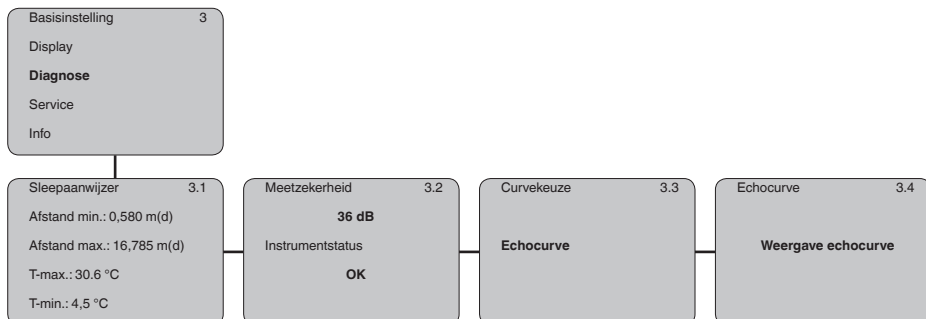 Basisinstelling 3
Display
Diagnose
Service
Info
Sleepaanwijzer 3.1
Afstand min.: 0,580 m(d)
Afstand max.: 16,785 m(d)
T-max.: 30.6 °C
T-min.: 4,5 °C
Meetzekerheid 3.2
36 dB
Instrumentstatus
OK
Curvekeuze 3.3
Echocurve
Echocurve 3.4
Weergave echocurve